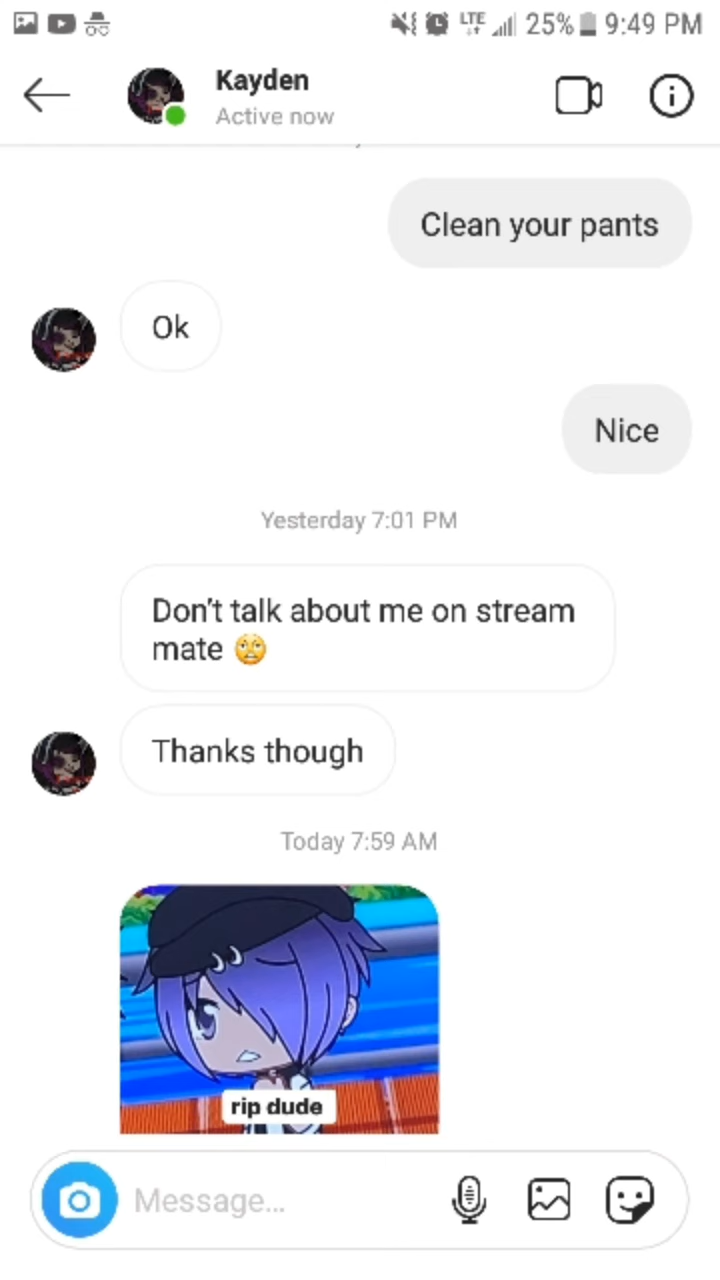 LTE 25% 9:49 PM
Kayden
Active now
Clean your pants
Ok
Nice
Yesterday 7:01 PM
Don't talk about me on stream
mate 🙄
Thanks though
Today 7:59 AM
rip dude
Message...